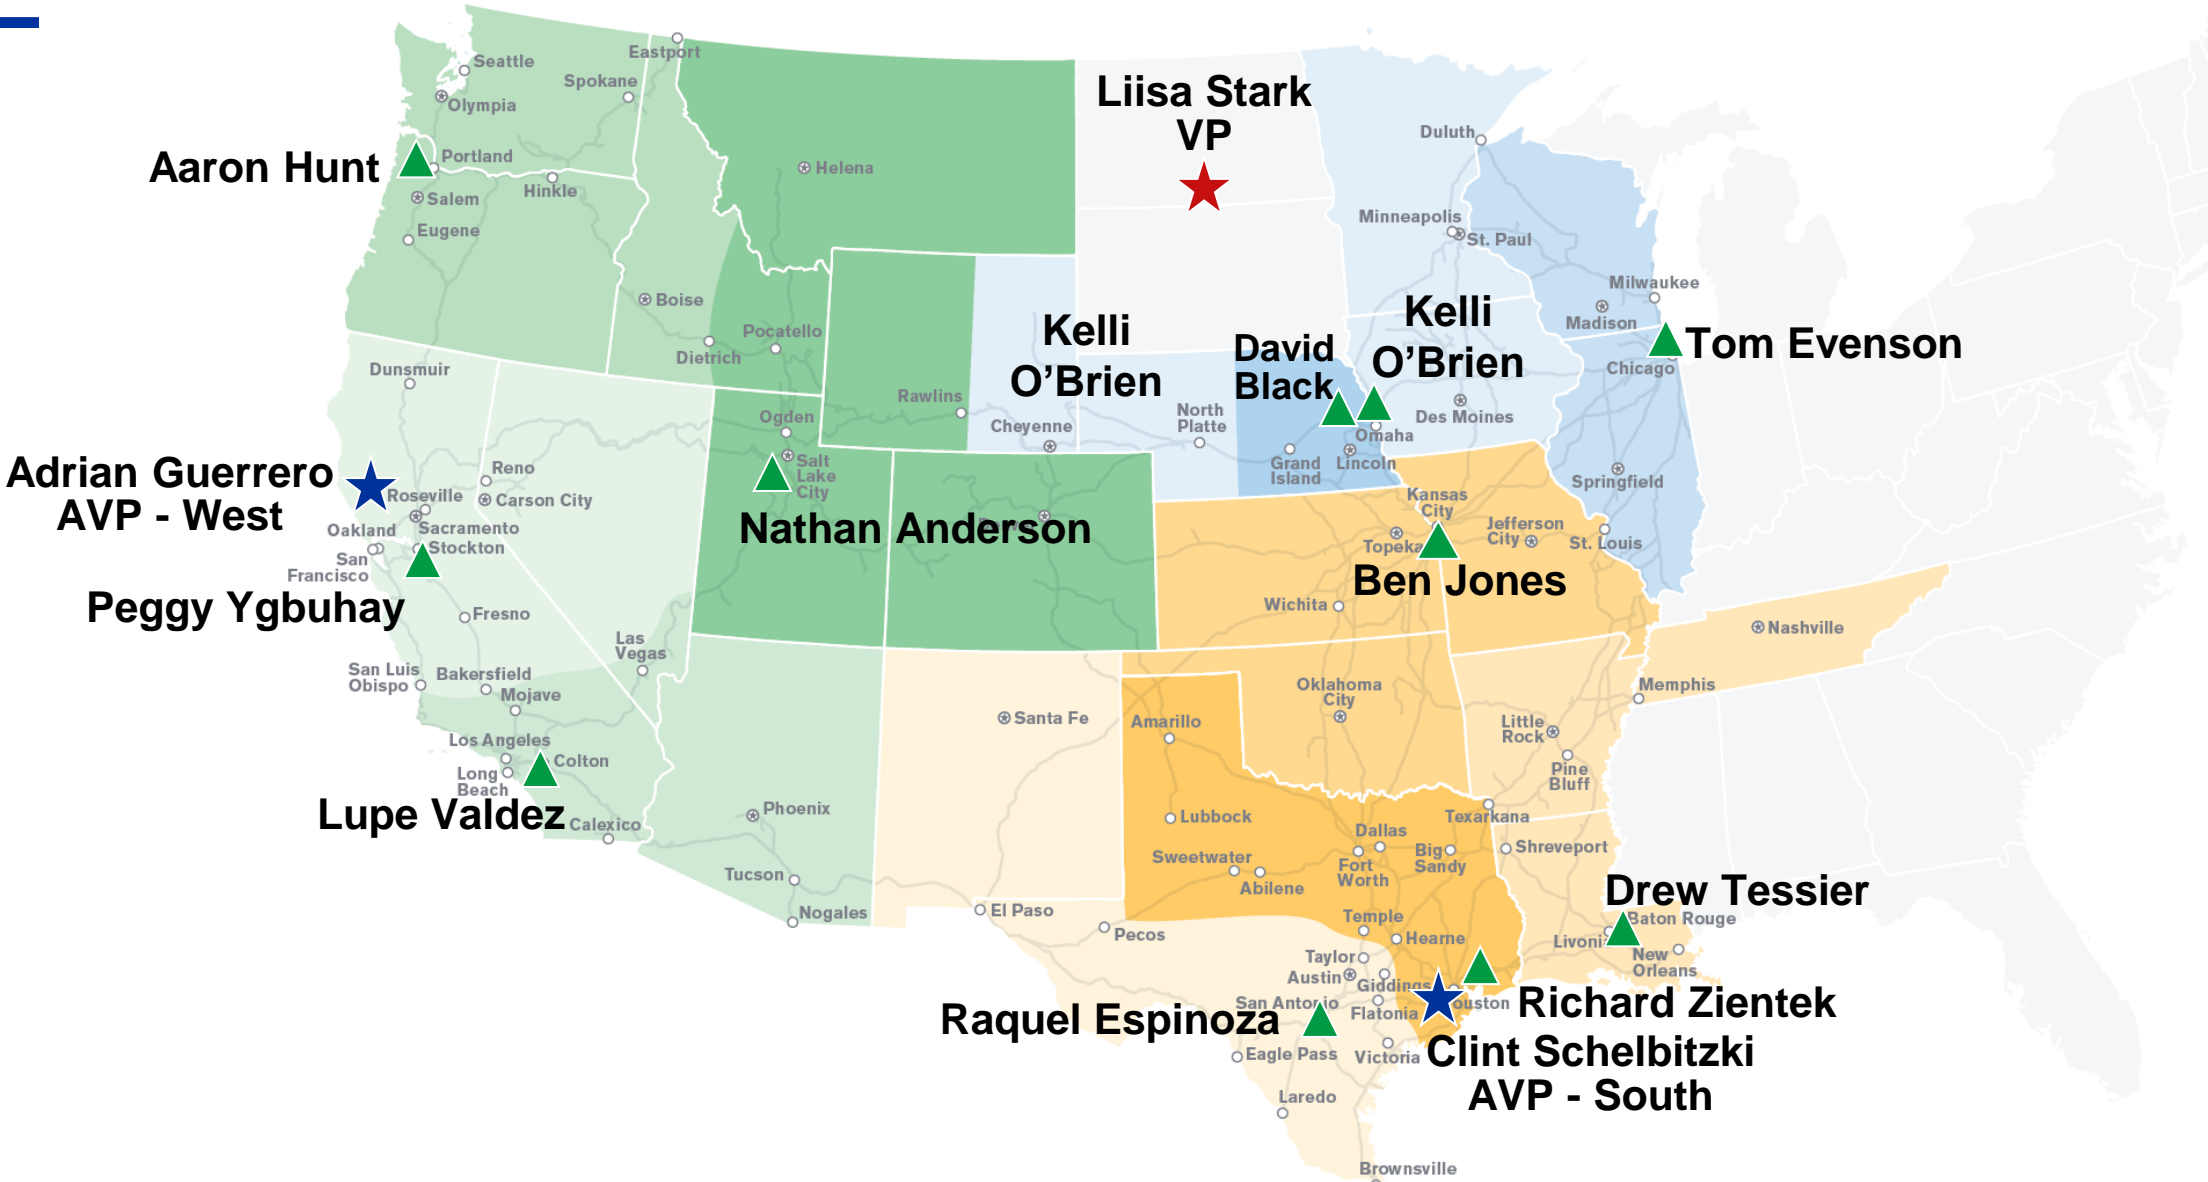 Eastport
Seattle
Spokane
Olympia
Liisa Stark
VP
Duluth
Aaron Hunt
Portland
Helena
Hinkle
Salem
Eugene
Minneapolis
St. Paul
Boise
Milwaukee
Madison
Pocatello
Dietrich
Kelli
O’Brien
David
Black
Kelli
O’Brien
Tom Evenson
Chicago
Dunsmuir
Rawlins
Ogden
Cheyenne
North
Platte
Des Moines
Omaha
Grand
Island
Lincoln
Salt
Lake
City
Adrian Guerrero
AVP - West
Reno
Roseville
Carson City
Springfield
Kansas
City
Oakland
Sacramento
Stockton
San
Francisco
Nathan Anderson
Jefferson
City
Topeka
St. Louis
Ben Jones
Peggy Ygbuhay
Fresno
Wichita
Nashville
Las
Vegas
San Luis
Obispo
Bakersfield
Mojave
Oklahoma
City
Memphis
Santa Fe
Amarillo
Little
Rock
Los Angeles
Colton
Long
Beach
Pine
Bluff
Lupe Valdez
Calexico
Phoenix
Lubbock
Texarkana
Dallas
Shreveport
Sweetwater
Abilene
Fort
Worth
Big
Sandy
Tucson
Nogales
El Paso
Pecos
Temple
Hearne
Drew Tessier
Baton Rouge
Livoni
New
Orleans
Taylor
Austin
Giddings
San Antonio
Flatonia
ouston
Richard Zientek
Raquel Espinoza
Eagle Pass
Victoria
Clint Schelbitzki
AVP - South
Laredo
Brownsville